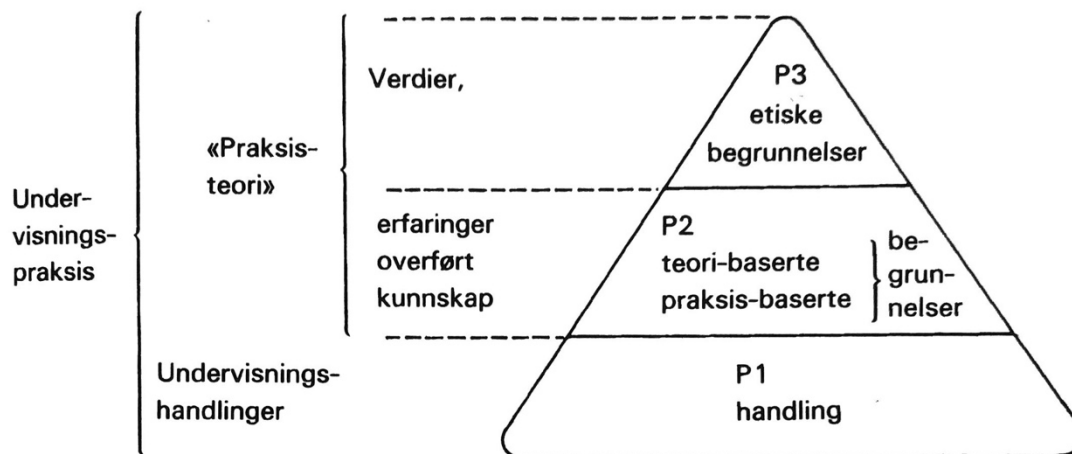 Under-
visnings-
praksis
«Praksis-
teori»
Verdier,
erfaringer
overført
kunnskap
Undervisnings-
handlinger
P3
etiske
begrunnelser
P2
teori-baserte
praksis-baserte
be-
grun-
nelser
P1
handling